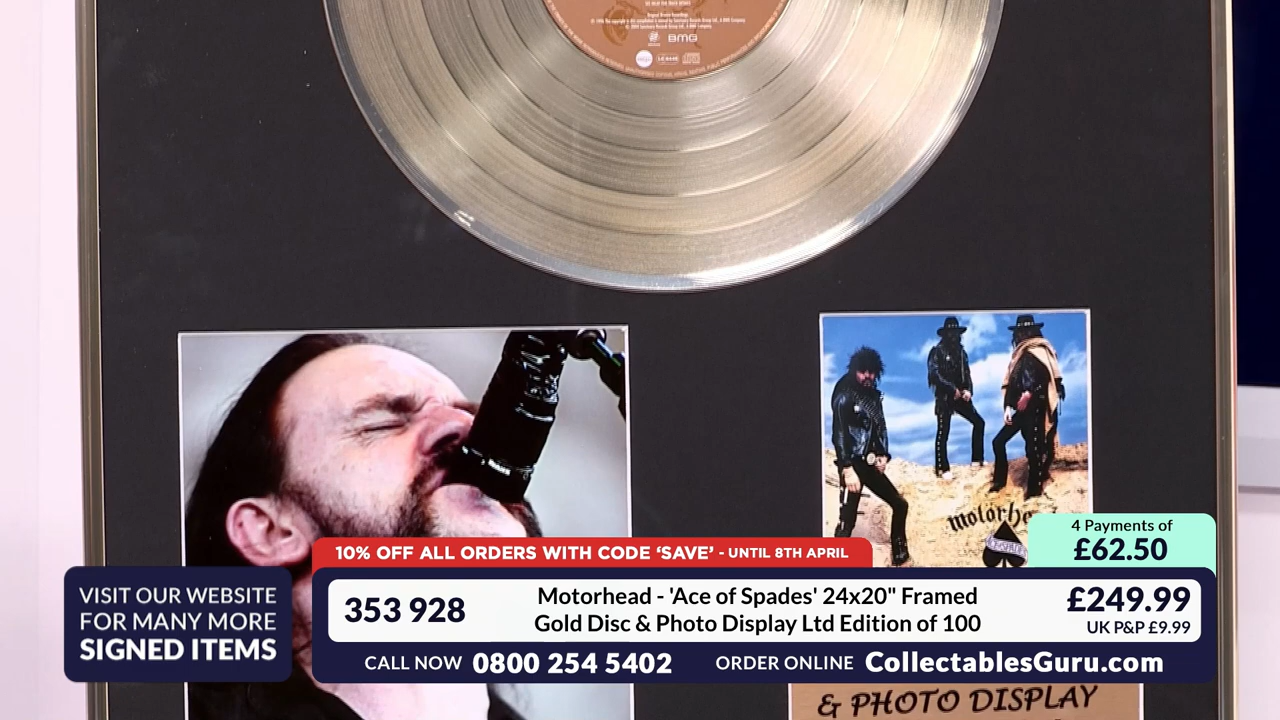 BMG
motörhe
4 Payments of
£62.50
10% OFF ALL ORDERS WITH CODE ‘SAVE’ - UNTIL 8TH APRIL
VISIT OUR WEBSITE
FOR MANY MORE
SIGNED ITEMS
353 928
Motorhead - 'Ace of Spades' 24x20" Framed
Gold Disc & Photo Display Ltd Edition of 100
£249.99
UK P&P £9.99
CALL NOW 0800 254 5402
ORDER ONLINE CollectablesGuru.com
& PHOTO DISPLAY